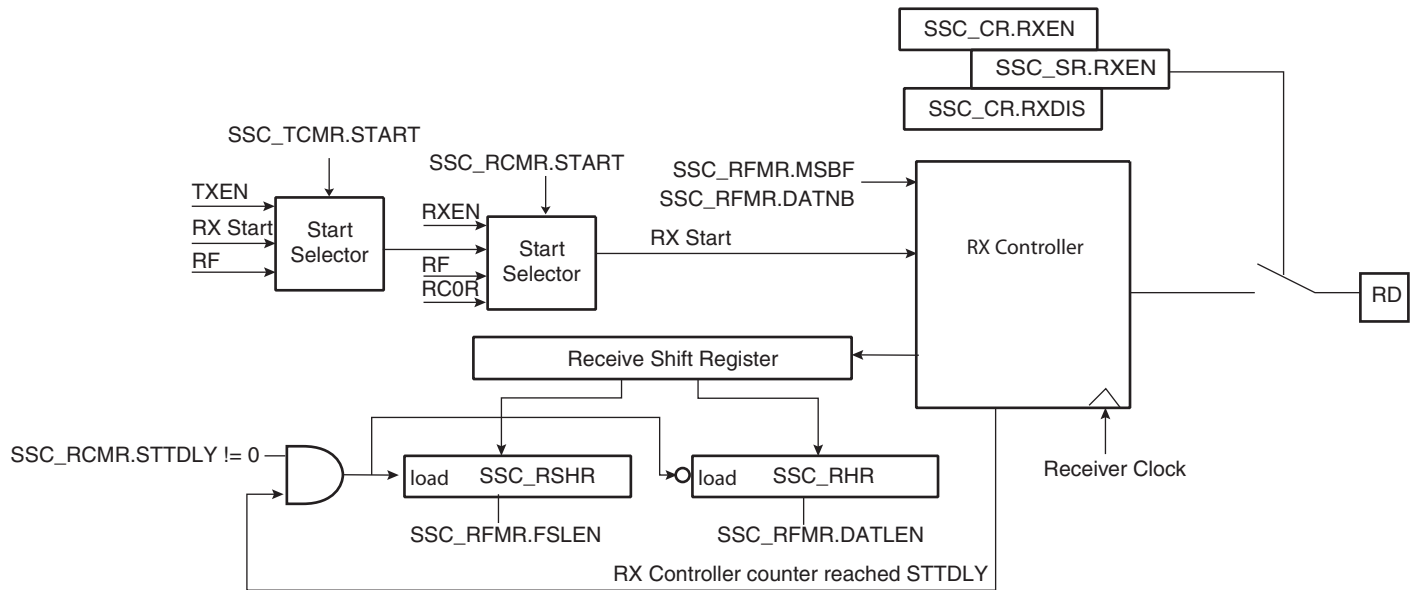 SSC_CR.RXEN
SSC_SR.RXEN
SSC_CR.RXDIS
SSC_TCMR.START
SSC_RCMR.START
SSC_RFMR.MSBF
SSC_RFMR.DATNB
TXEN
RX Start
RF
Start
Selector
RXEN
RF
RC0R
Start
Selector
RX Start
RX Controller
RD
Receive Shift Register
SSC_RCMR.STTDLY != 0
load
SSC_RSHR
load
SSC_RHR
Receiver Clock
SSC_RFMR.FSLEN
SSC_RFMR.DATLEN
RX Controller counter reached STTDLY